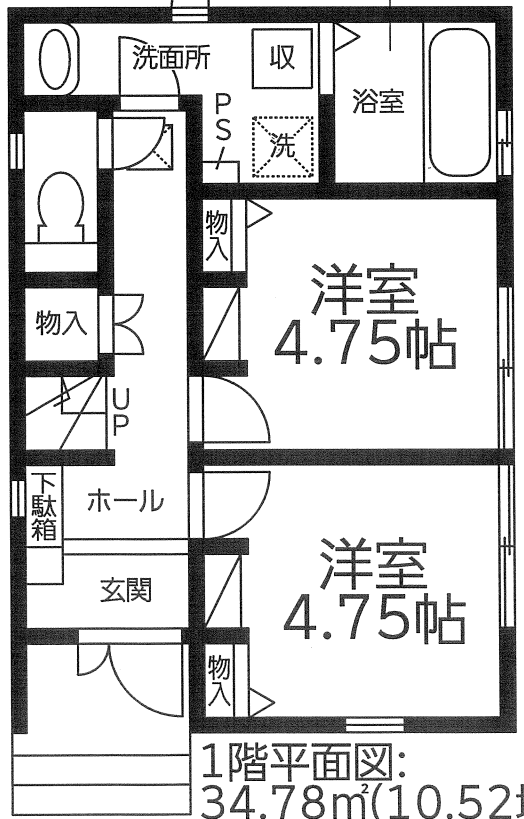 洗面所
収
浴室
PS
洗
物入
洋室
4.75帖
物入
UP
下駄箱
ホール
洋室
4.75帖
玄関
物入
1階平面図:
34.78㎡(10.52